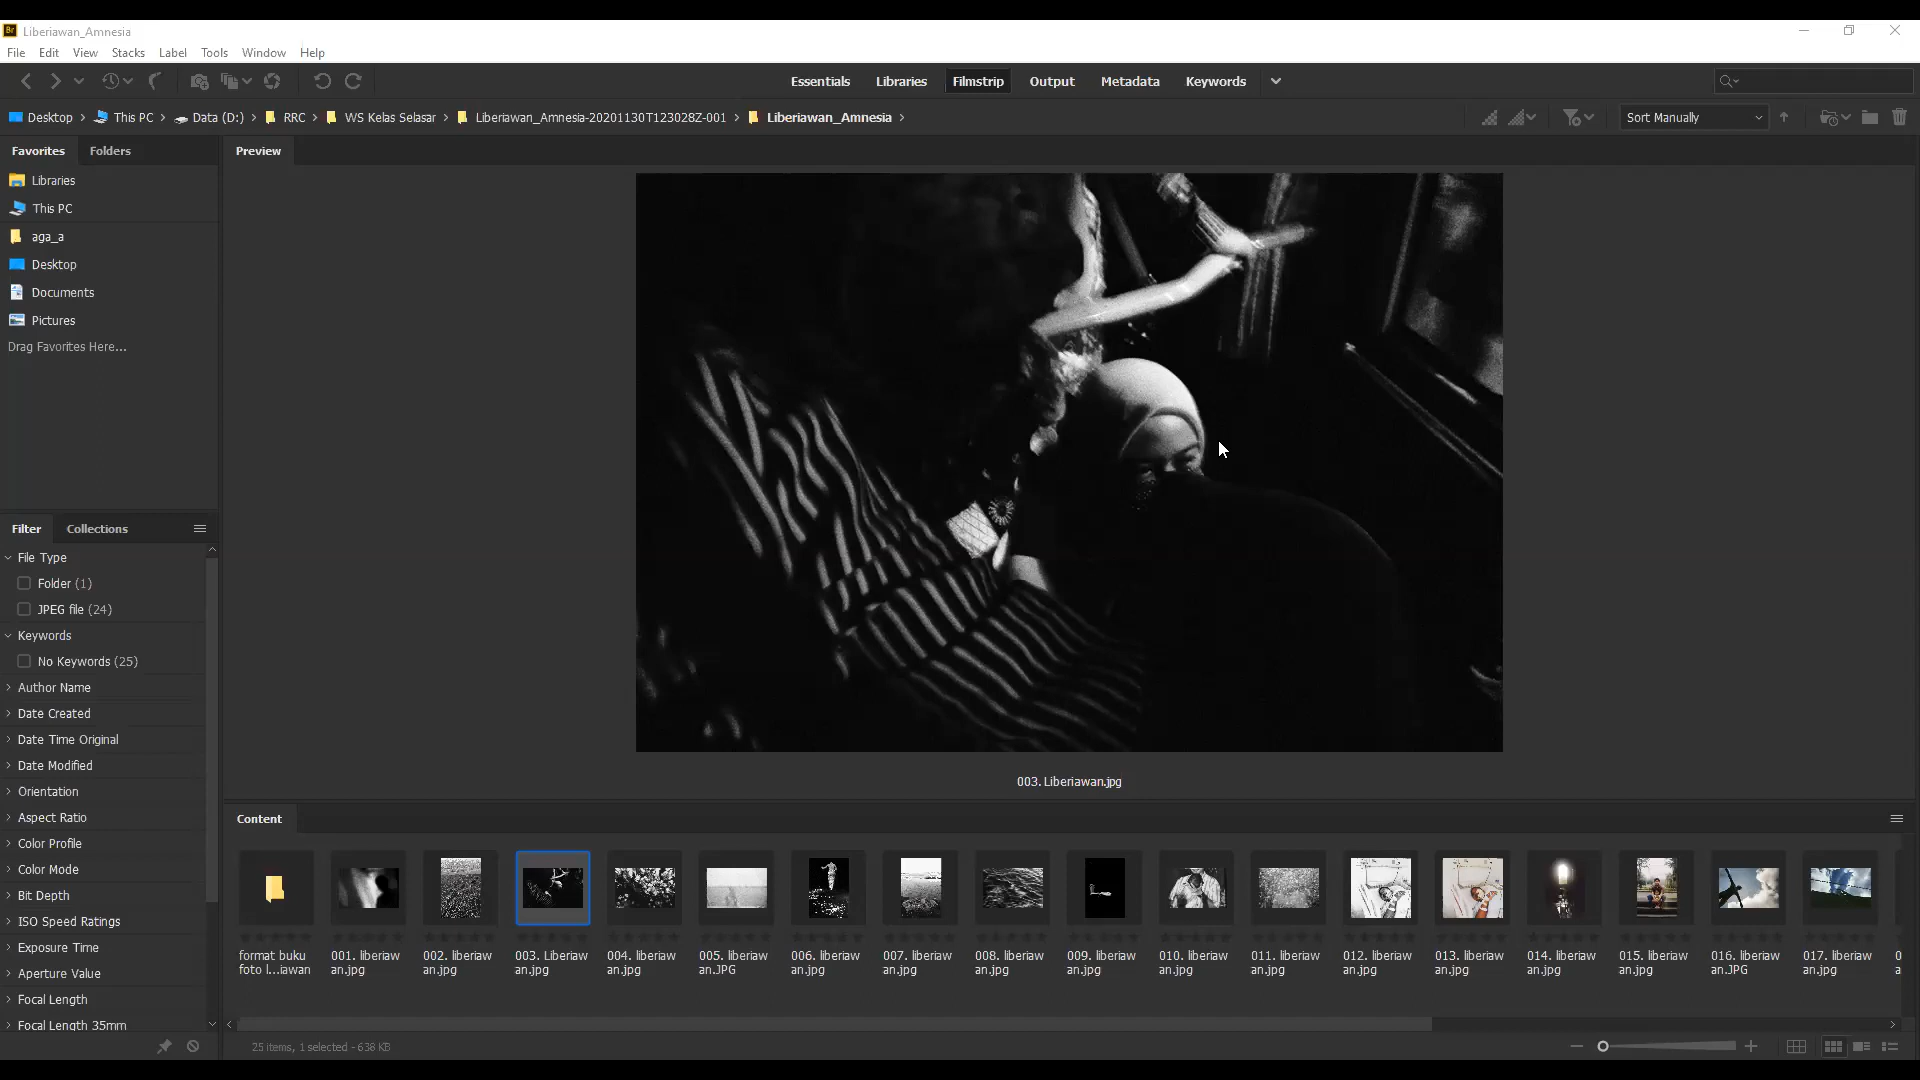 Br Liberiawan_Amnesia
File Edit View Stacks Label Tools Window Help
Essentials Libraries Filmstrip Output Metadata Keywords
Desktop This PC Data (D:) RRC WS Kelas Selasar Liberiawan_Amnesia-20201130T123028Z-001 Liberiawan_Amnesia
Sort Manually
Favorites Folders
Libraries
This PC
aga_a
Desktop
Documents
Pictures
Drag Favorites Here...
Filter Collections
File Type
Folder (1)
JPEG file (24)
Keywords
No Keywords (25)
Author Name
Date Created
Date Time Original
Date Modified
Orientation
Aspect Ratio
Color Profile
Color Mode
Bit Depth
ISO Speed Ratings
Exposure Time
Aperture Value
Focal Length
Focal Length 35mm
Preview
003. Liberiawan.jpg
Content
format buku
foto l...iawan
001. liberiaw
an.jpg
002. liberiaw
an.jpg
003. Liberiaw
an.jpg
004. liberiaw
an.jpg
005. liberiaw
an.JPG
006. liberiaw
an.jpg
007. liberiaw
an.jpg
008. liberiaw
an.jpg
009. liberiaw
an.jpg
010. liberiaw
an.jpg
011. liberiaw
an.jpg
012. liberiaw
an.jpg
013. liberiaw
an.jpg
014. liberiaw
an.jpg
015. liberiaw
an.jpg
016. liberiaw
an.JPG
017. liberiaw
an.jpg
25 items, 1 selected - 638 KB